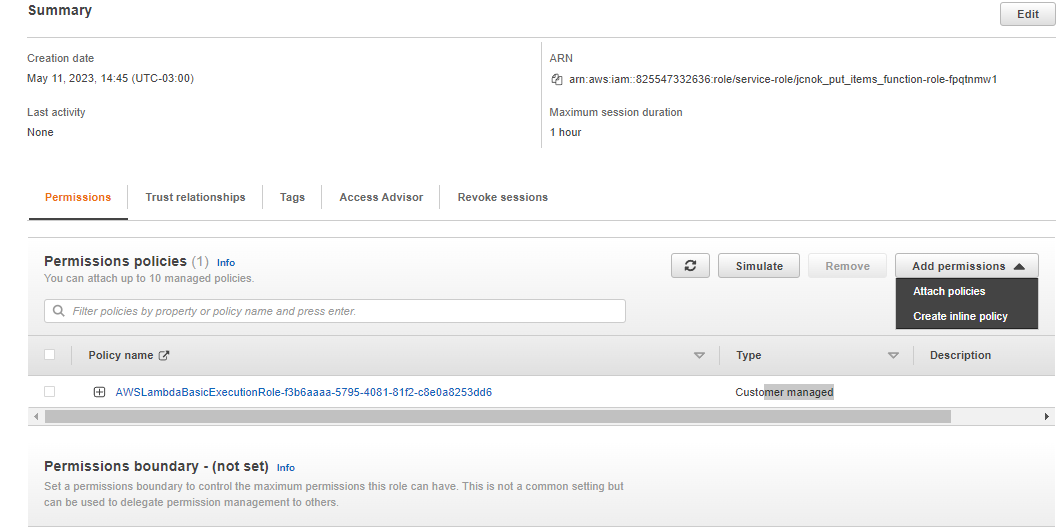 Summary
Edit
Creation date
May 11, 2023, 14:45 (UTC-03:00)
ARN
arn:aws:iam::825547332636:role/service-role/jcnok_put_items_function-role-fpqtnmw1
Last activity
None
Maximum session duration
1 hour
Permissions Trust relationships Tags Access Advisor Revoke sessions
Permissions policies (1) Info
You can attach up to 10 managed policies.
Simulate Remove Add permissions
Attach policies
Create inline policy
Filter policies by property or policy name and press enter.
Policy name Type Description
AWSLambdaBasicExecutionRole-f3b6aaaa-5795-4081-81f2-c8e0a8253dd6 Customer managed
Permissions boundary - (not set) Info
Set a permissions boundary to control the maximum permissions this role can have. This is not a common setting but
can be used to delegate permission management to others.